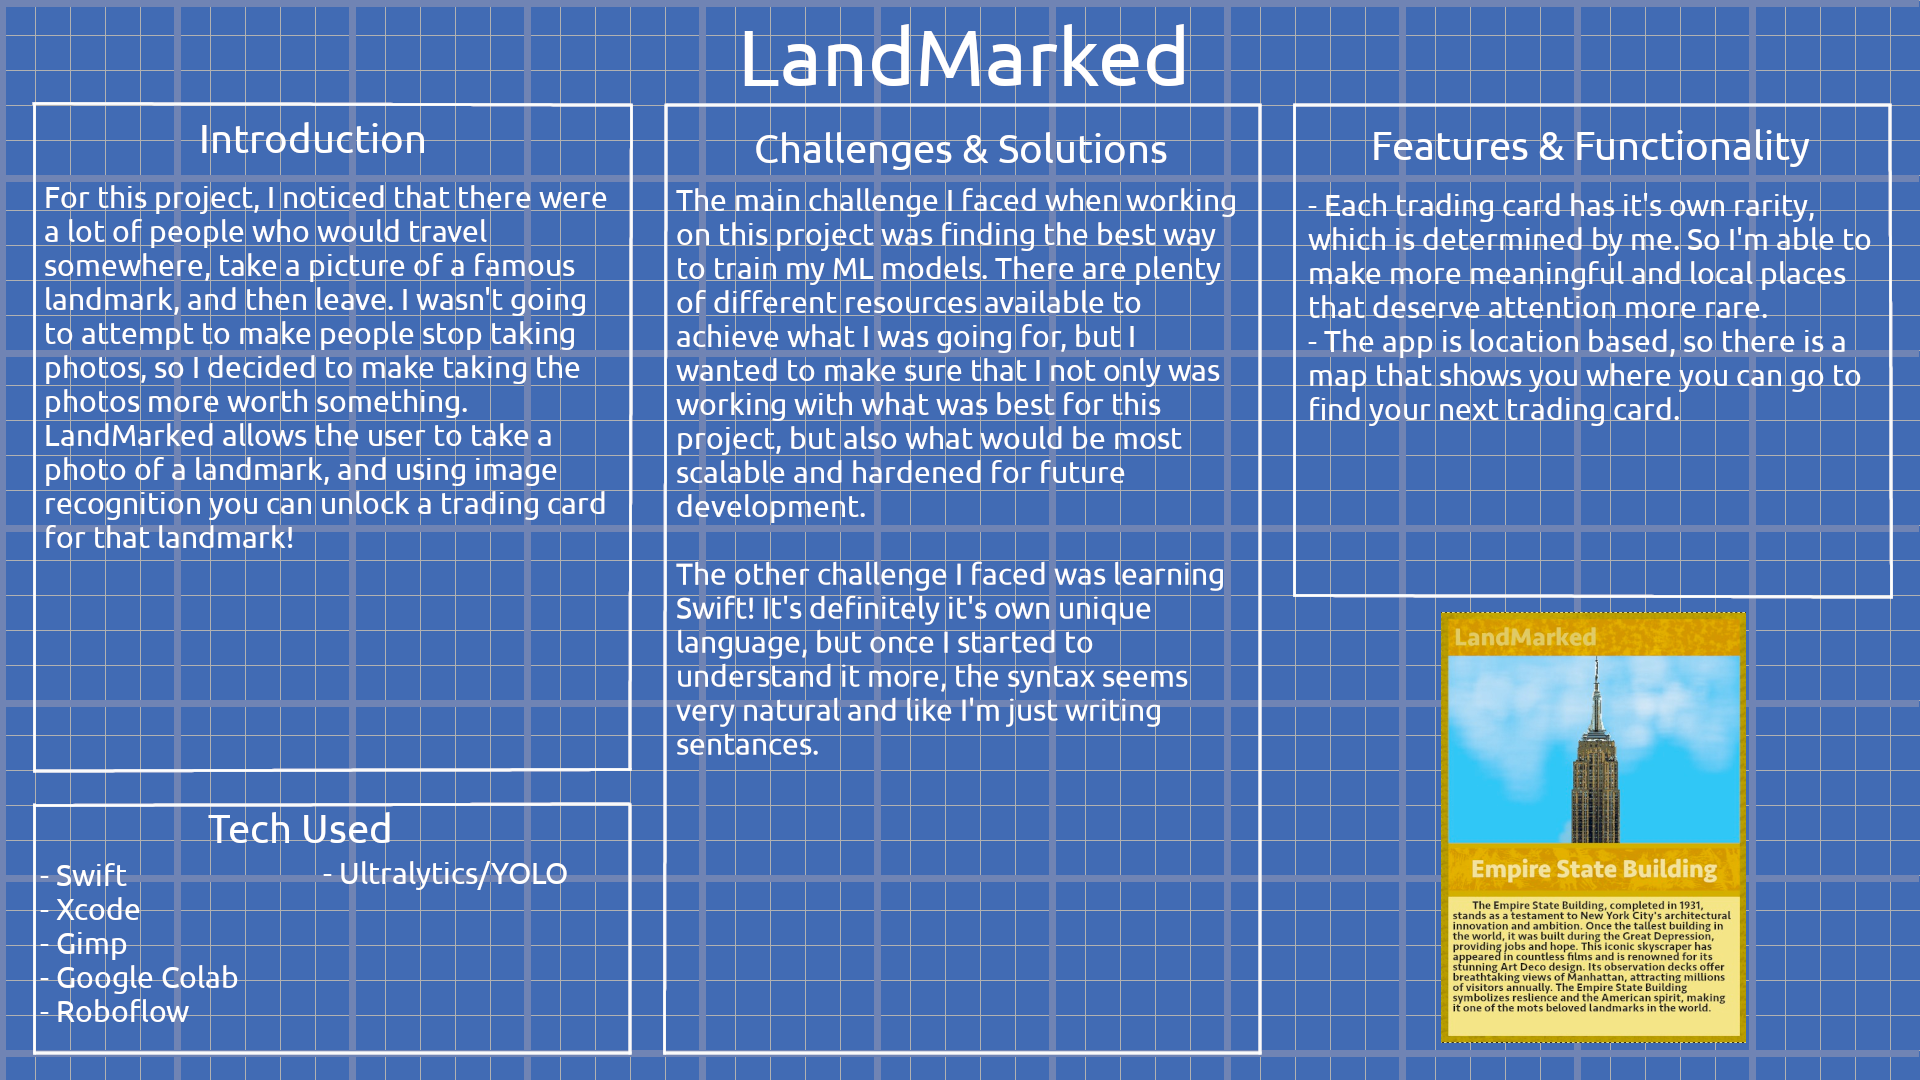 LandMarked
Introduction
For this project, I noticed that there were
a lot of people who would travel
somewhere, take a picture of a famous
landmark, and then leave. I wasn't going
to attempt to make people stop taking
photos, so I decided to make taking the
photos more worth something.
LandMarked allows the user to take a
photo of a landmark, and using image
recognition you can unlock a trading card
for that landmark!
Tech Used
- Swift
- Xcode
- Gimp
- Google Colab
- Roboflow
- Ultralytics/YOLO
Challenges & Solutions
The main challenge I faced when working
on this project was finding the best way
to train my ML models. There are plenty
of different resources available to
achieve what I was going for, but I
wanted to make sure that I not only was
working with what was best for this
project, but also what would be most
scalable and hardened for future
development.
The other challenge I faced was learning
Swift! It's definitely it's own unique
language, but once I started to
understand it more, the syntax seems
very natural and like I'm just writing
sentances.
Features & Functionality
- Each trading card has it's own rarity,
which is determined by me. So I'm able to
make more meaningful and local places
that deserve attention more rare.
- The app is location based, so there is a
map that shows you where you can go to
find your next trading card.
LandMarked
Empire State Building
The Empire State Building, completed in 1931,
stands as a testament to New York City's architectural
innovation and ambition. Once the tallest building in
the world, it was built during the Great Depression,
providing jobs and hope. This iconic skyscraper has
appeared in countless films and is renowned for its
stunning Art Deco design. Its observation decks offer
breathtaking views of Manhattan, attracting millions
of visitors annually. The Empire State Building
symbolizes reslience and the American spirit, making
it one of the mots beloved landmarks in the world.